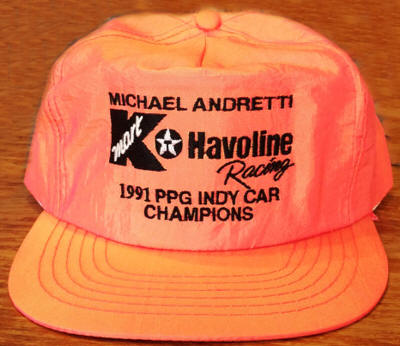 MICHAEL ANDRETTI
K mart T Havoline
Racing
1991 PPG INDY CAR
CHAMPIONS